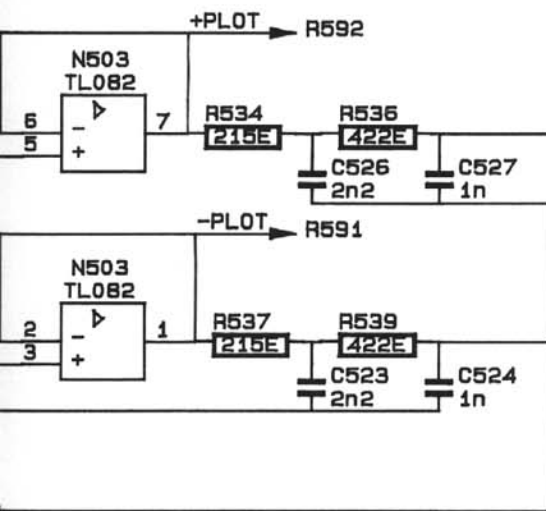 +PLOT
R592
N503
TL082
6
-
7
5
+
R534
215E
R536
422E
C526
2n2
C527
1n
-PLOT
R591
N503
TL082
2
-
1
3
+
R537
215E
R539
422E
C523
2n2
C524
1n